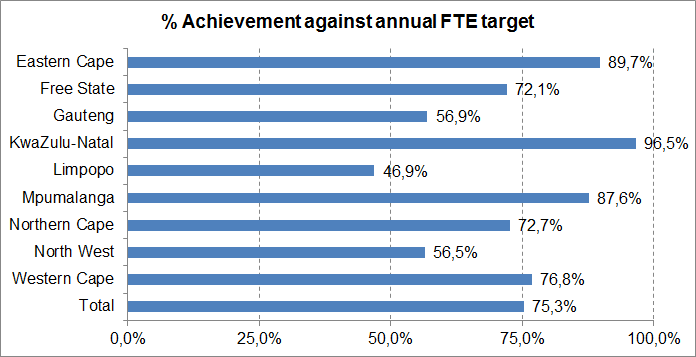 % Achievement against annual FTE target
Eastern Cape 89,7%
Free State 72,1%
Gauteng 56,9%
KwaZulu-Natal 96,5%
Limpopo 46,9%
Mpumalanga 87,6%
Northern Cape 72,7%
North West 56,5%
Western Cape 76,8%
Total 75,3%
0,0% 25,0% 50,0% 75,0% 100,0%